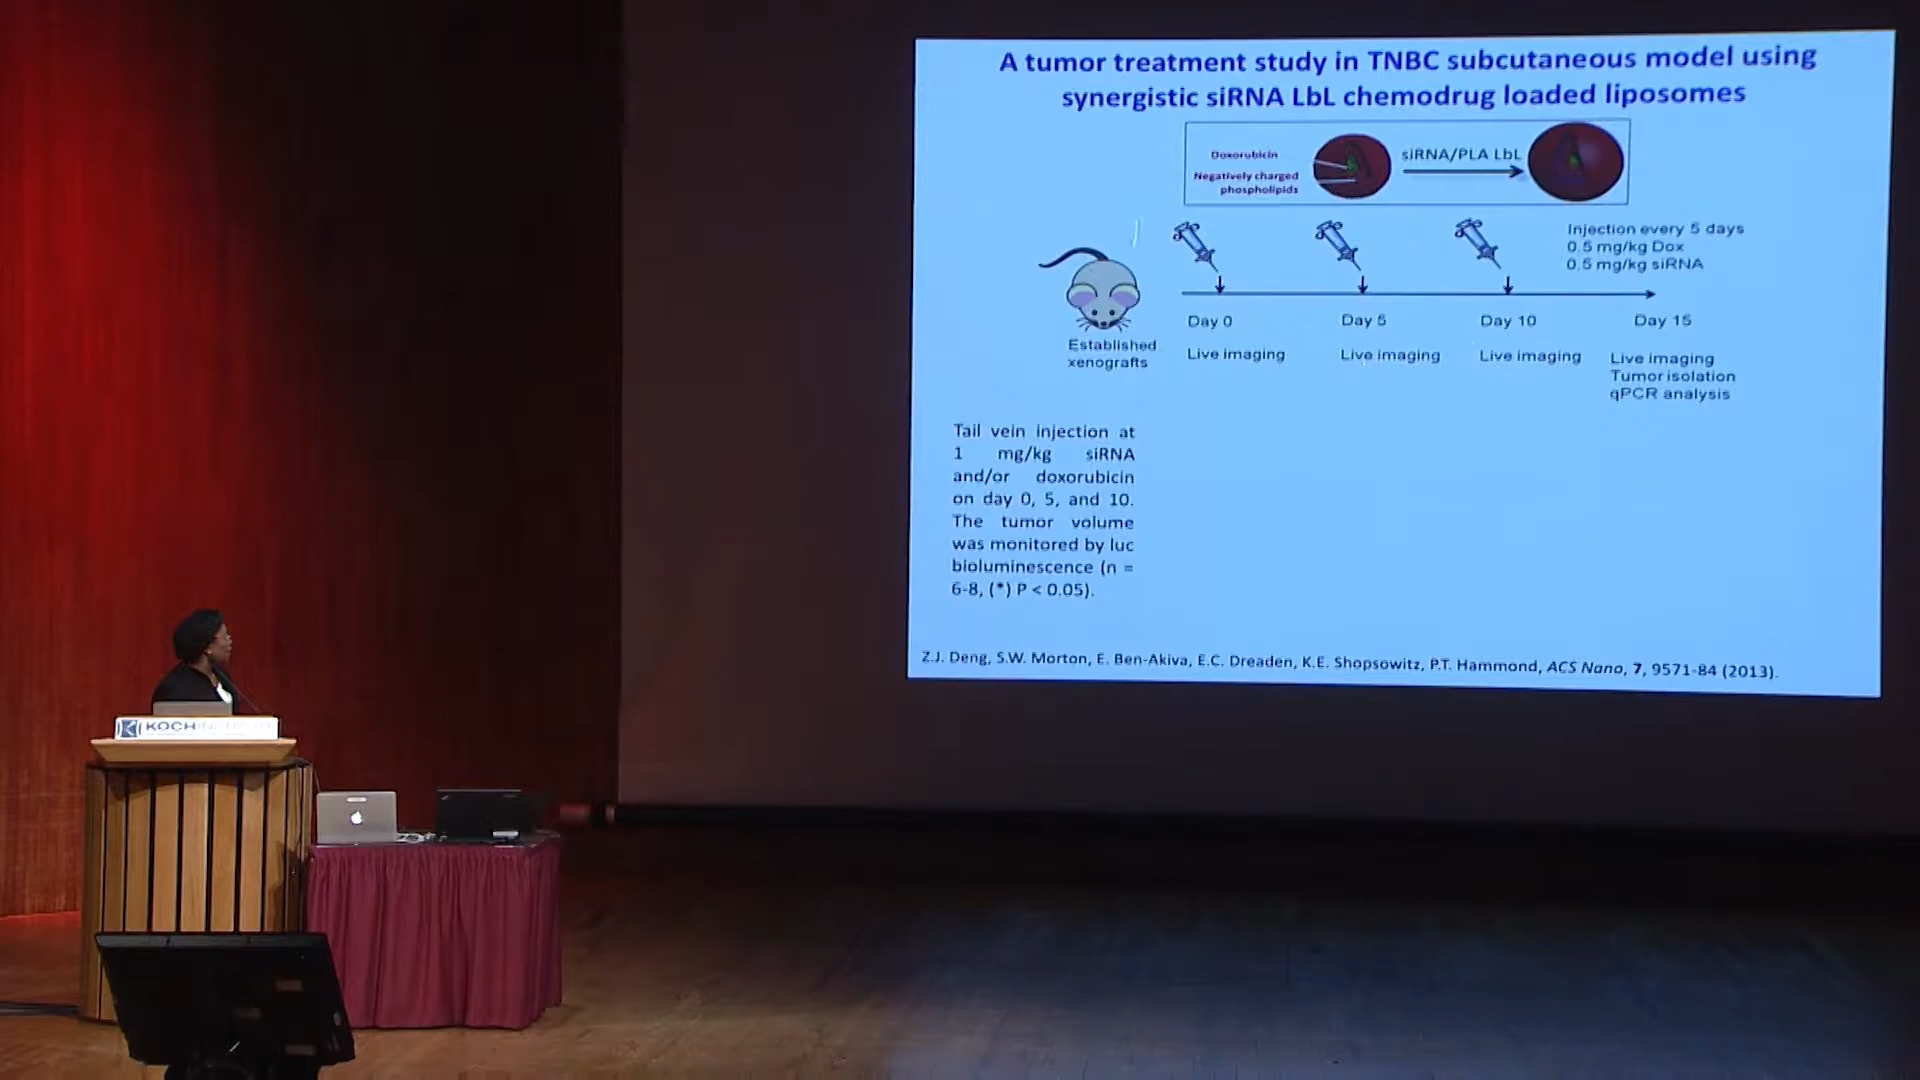 A tumor treatment study in TNBC subcutaneous model using
synergistic siRNA LbL chemodrug loaded liposomes
Doxorubicin
Negatively charged
phospholipids
siRNA/PLA LbL
Injection every 5 days
0.5 mg/kg Dox
0.5 mg/kg siRNA
Day 0
Day 5
Day 10
Day 15
Established
xenografts
Live imaging
Live imaging
Live imaging
Live imaging
Tumor isolation
qPCR analysis
Tail vein injection at
1 mg/kg siRNA
and/or doxorubicin
on day 0, 5, and 10.
The tumor volume
was monitored by luc
bioluminescence (n =
6-8, (*) P < 0.05).
Z.J. Deng, S.W. Morton, E. Ben-Akiva, E.C. Dreaden, K.E. Shopsowitz, P.T. Hammond, ACS Nano, 7, 9571-84 (2013).
KOCH